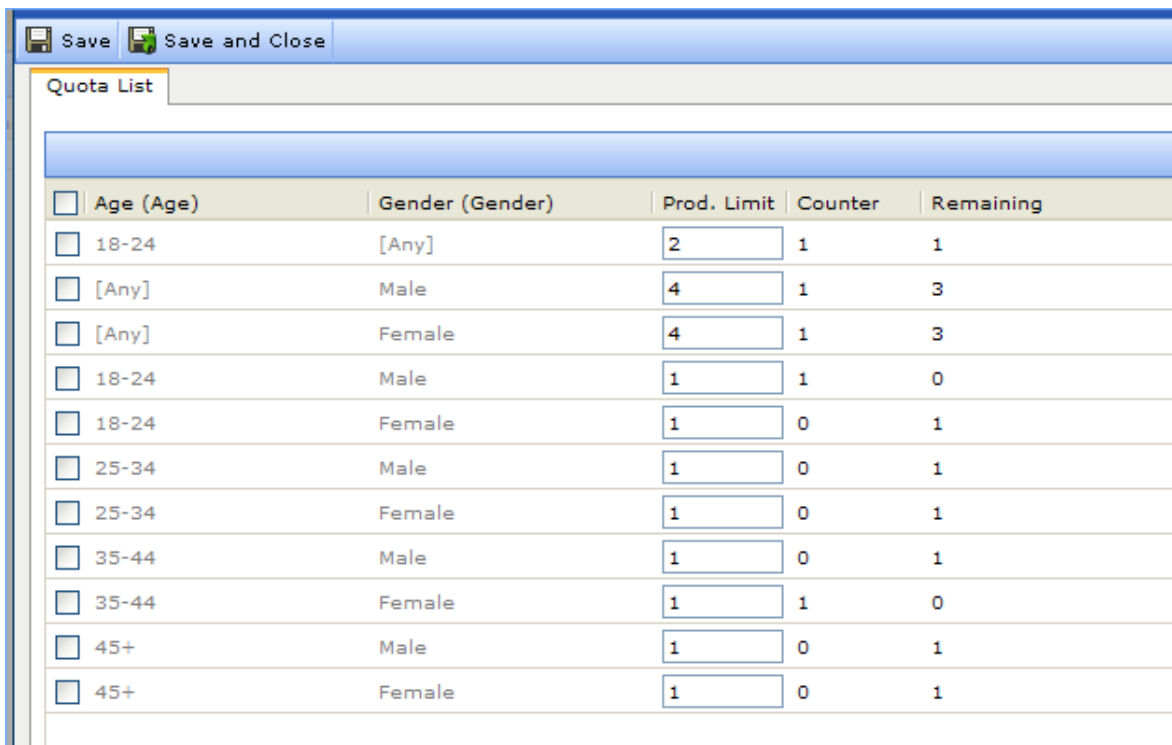 Save Save and Close
Quota List
Age (Age) Gender (Gender) Prod. Limit Counter Remaining
18-24 [Any] 2 1 1
[Any] Male 4 1 3
[Any] Female 4 1 3
18-24 Male 1 1 0
18-24 Female 1 0 1
25-34 Male 1 0 1
25-34 Female 1 0 1
35-44 Male 1 0 1
35-44 Female 1 1 0
45+ Male 1 0 1
45+ Female 1 0 1